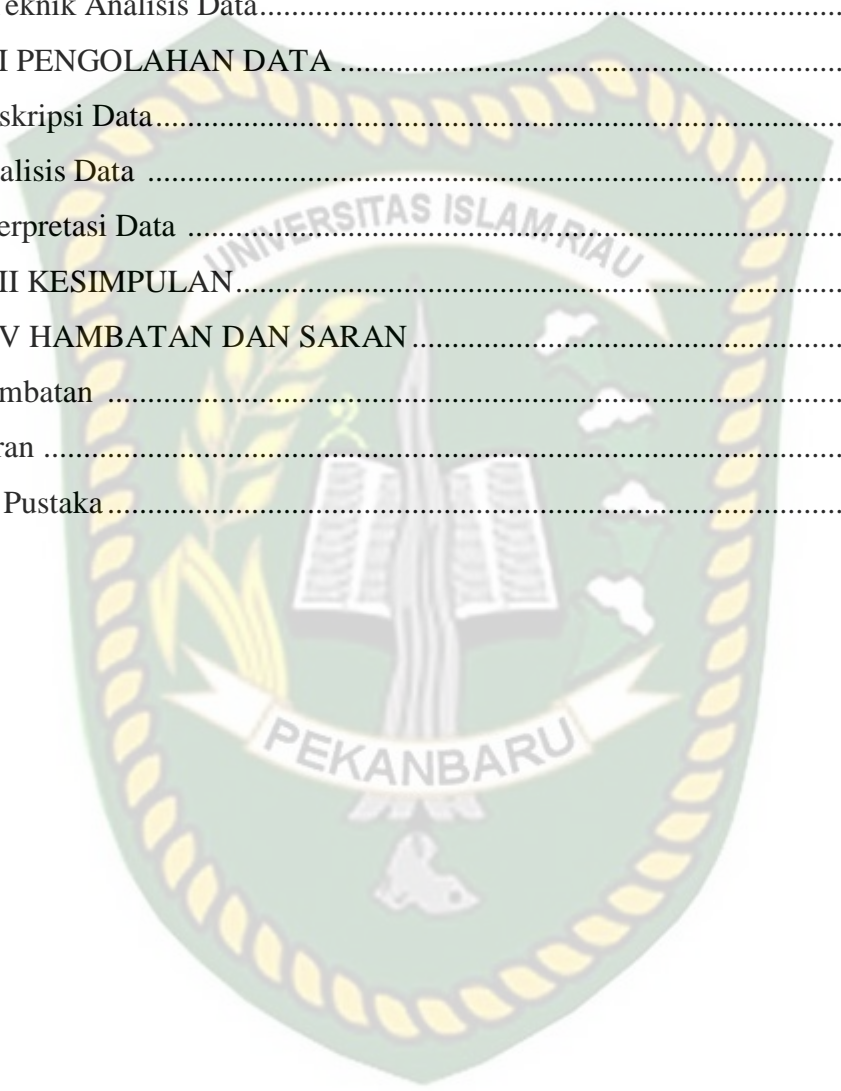 eknik Analisis Data
I PENGOLAHAN DATA
skripsi Data
alisis Data
erpretasi Data
II KESIMPULAN
V HAMBATAN DAN SARAN
mbatan
ran
Pustaka
UNIVERSITAS ISLAM RIAU
PEKANBARU